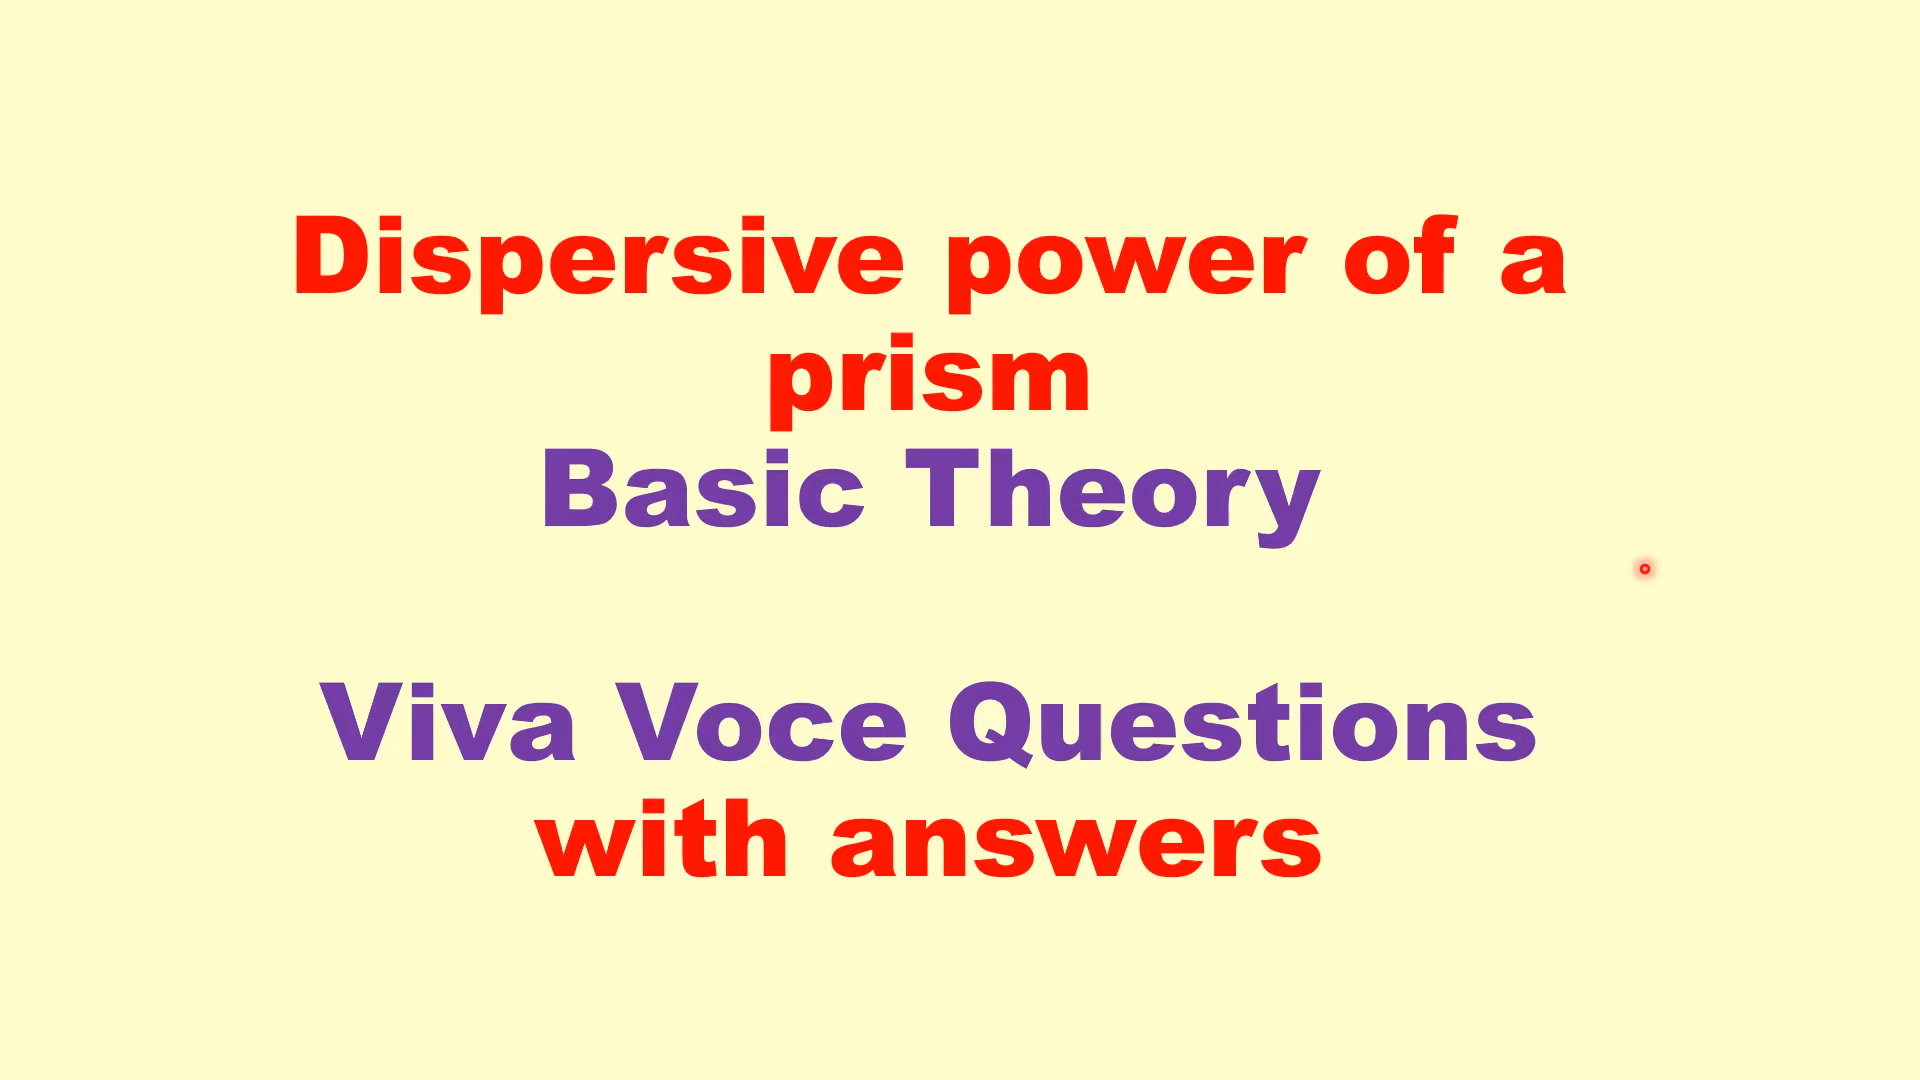 Dispersive power of a
prism
Basic Theory
Viva Voce Questions
with answers